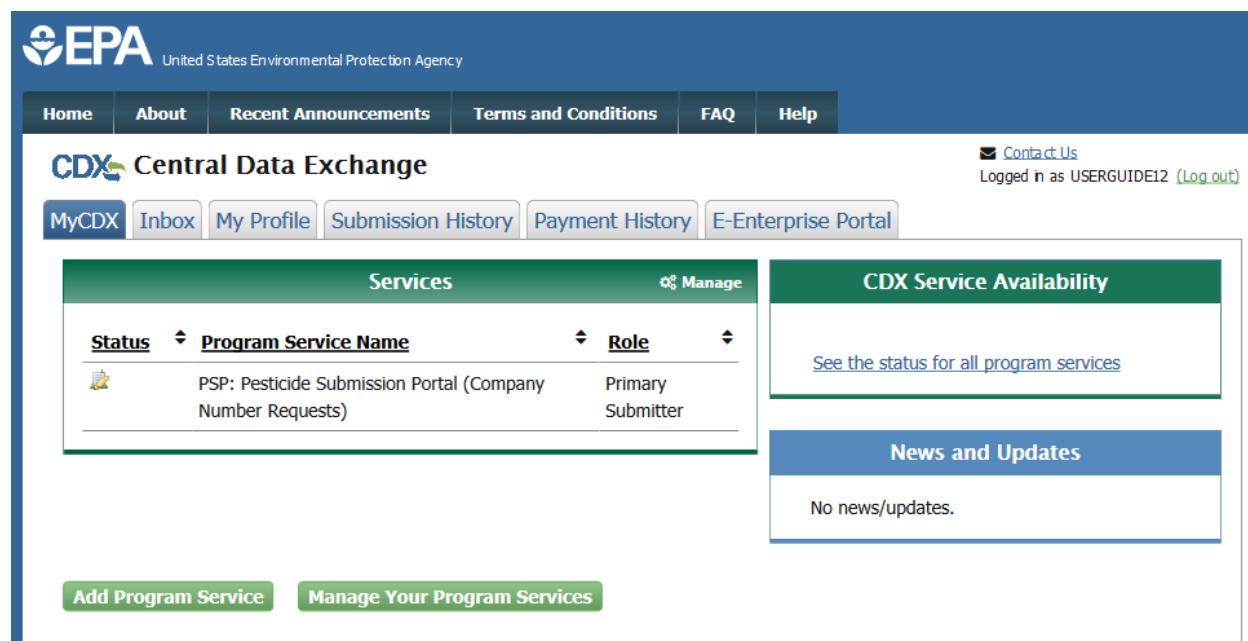 EPA United States Environmental Protection Agency
Home About Recent Announcements Terms and Conditions FAQ Help
CDX Central Data Exchange
Contact Us
Logged in as USERGUIDE12 (Log out)
MyCDX Inbox My Profile Submission History Payment History E-Enterprise Portal
Services Manage
Status Program Service Name Role
PSP: Pesticide Submission Portal (Company
Number Requests)
Primary
Submitter
CDX Service Availability
See the status for all program services
News and Updates
No news/updates.
Add Program Service Manage Your Program Services